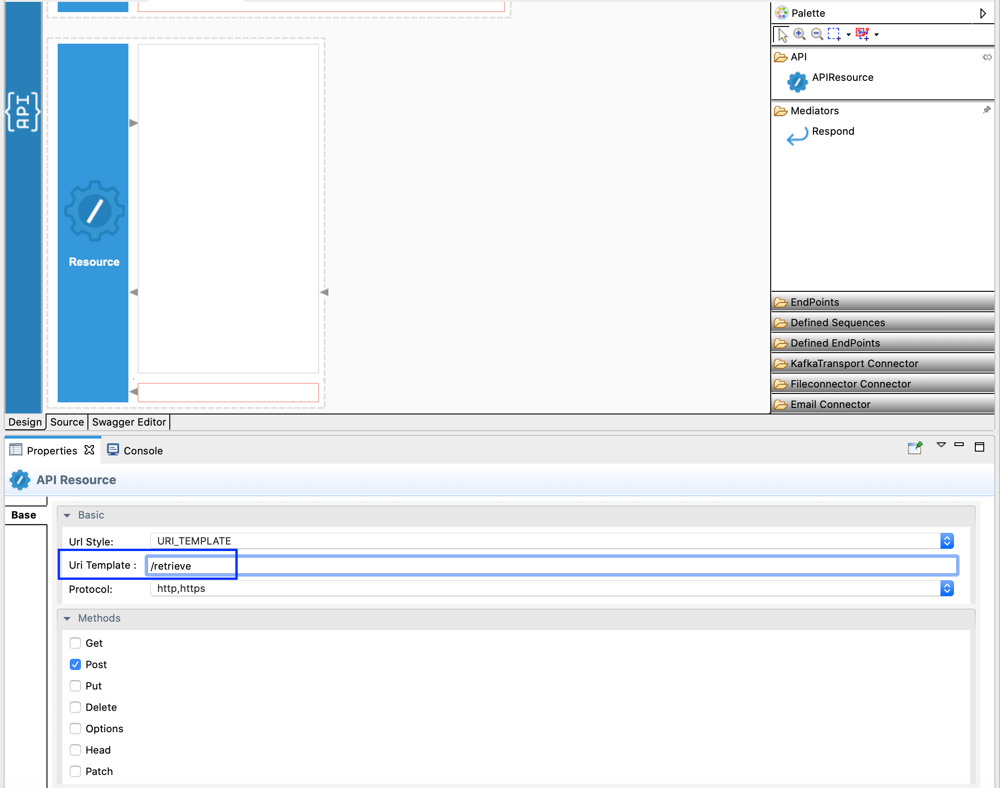 {API}
Resource
Palette
API
APIResource
Mediators
Respond
EndPoints
Defined Sequences
Defined EndPoints
KafkaTransport Connector
Fileconnector Connector
Email Connector
Design
Source
Swagger Editor
Properties
Console
API Resource
Base
Basic
Url Style: URI_TEMPLATE
Uri Template : /retrieve
Protocol: http,https
Methods
Get
Post
Put
Delete
Options
Head
Patch